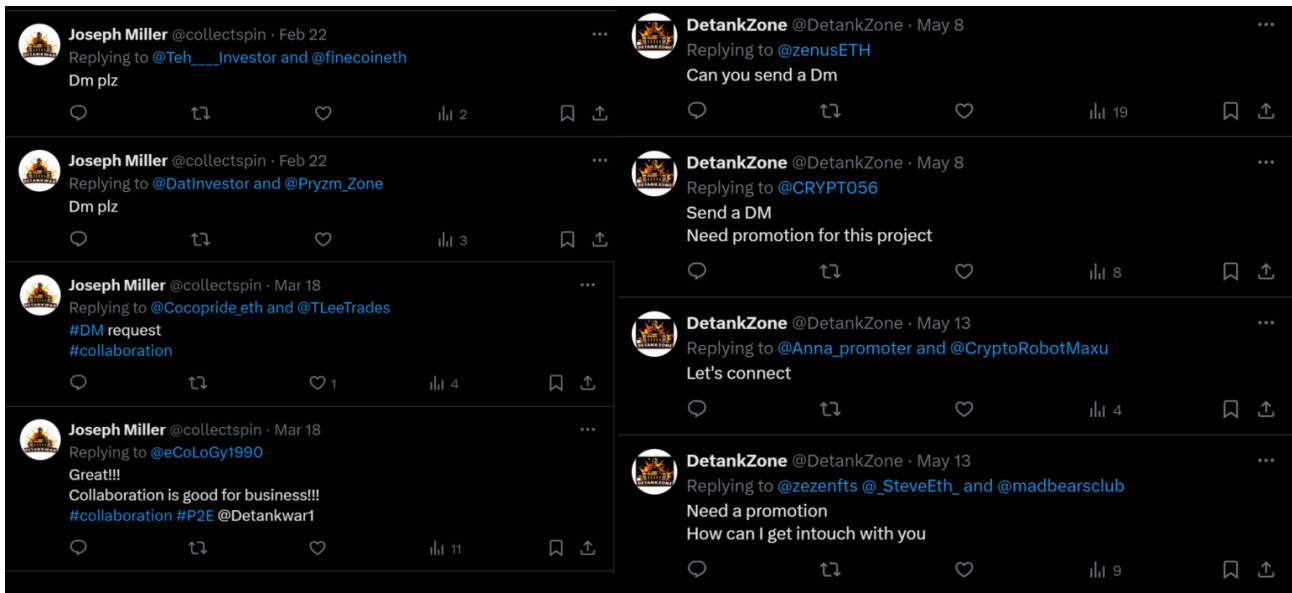 Joseph Miller @collectspin · Feb 22
Replying to @Teh____Investor and @finecoineth
Dm plz
2
Joseph Miller @collectspin · Feb 22
Replying to @DatInvestor and @Pryzm_Zone
Dm plz
3
Joseph Miller @collectspin · Mar 18
Replying to @Cocopride_eth and @TLeeTrades
#DM request
#collaboration
1 4
Joseph Miller @collectspin · Mar 18
Replying to @eCoLoGy1990
Great!!!
Collaboration is good for business!!!
#collaboration #P2E @Detankwar1
11
DetankZone @DetankZone · May 8
Replying to @zenusETH
Can you send a Dm
19
DetankZone @DetankZone · May 8
Replying to @CRYPT056
Send a DM
Need promotion for this project
8
DetankZone @DetankZone · May 13
Replying to @Anna_promoter and @CryptoRobotMaxu
Let's connect
4
DetankZone @DetankZone · May 13
Replying to @zezenfts @_SteveEth_ and @madbearsclub
Need a promotion
How can I get intouch with you
9